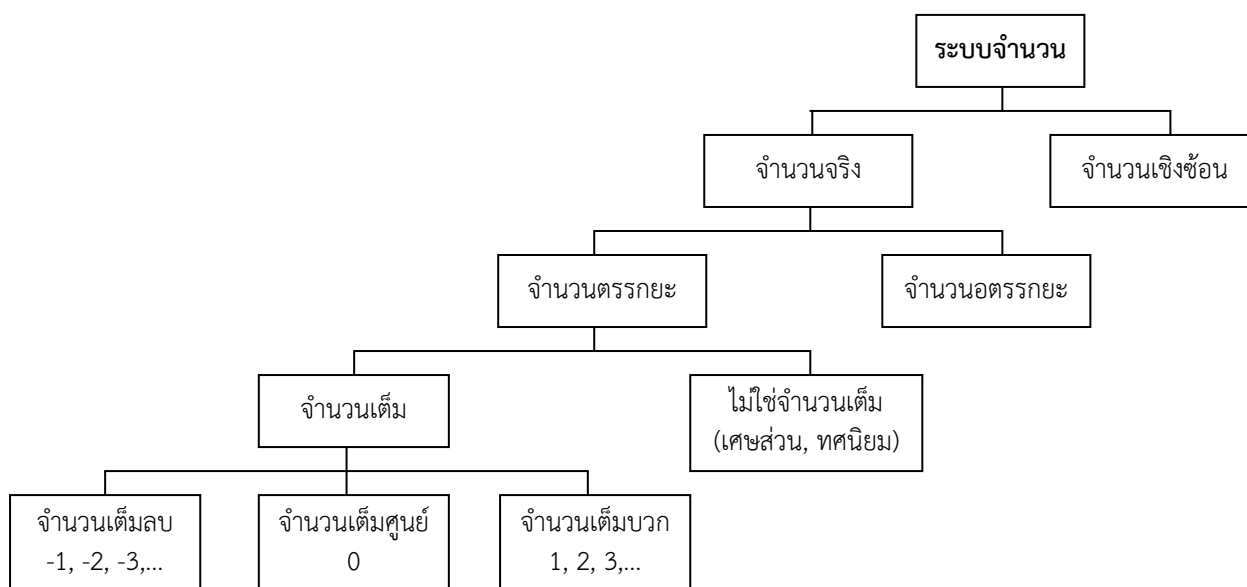 ระบบจำนวน
จำนวนจริง
จำนวนเชิงซ้อน
จำนวนตรรกยะ
จำนวนอตรรกยะ
จำนวนเต็ม
ไม่ใช่จำนวนเต็ม
(เศษส่วน, ทศนิยม)
จำนวนเต็มลบ
-1, -2, -3,...
จำนวนเต็มศูนย์
0
จำนวนเต็มบวก
1, 2, 3,...